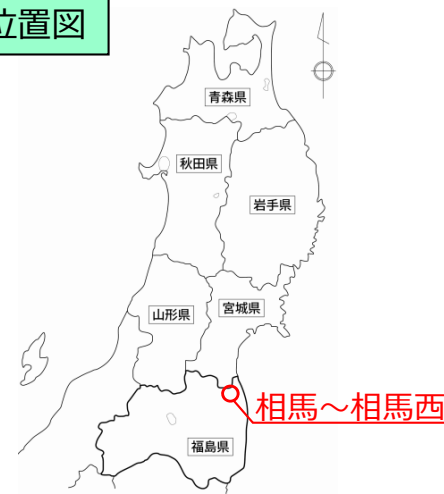 位置図
青森県
秋田県
岩手県
山形県
宮城県
相馬～相馬西
福島県